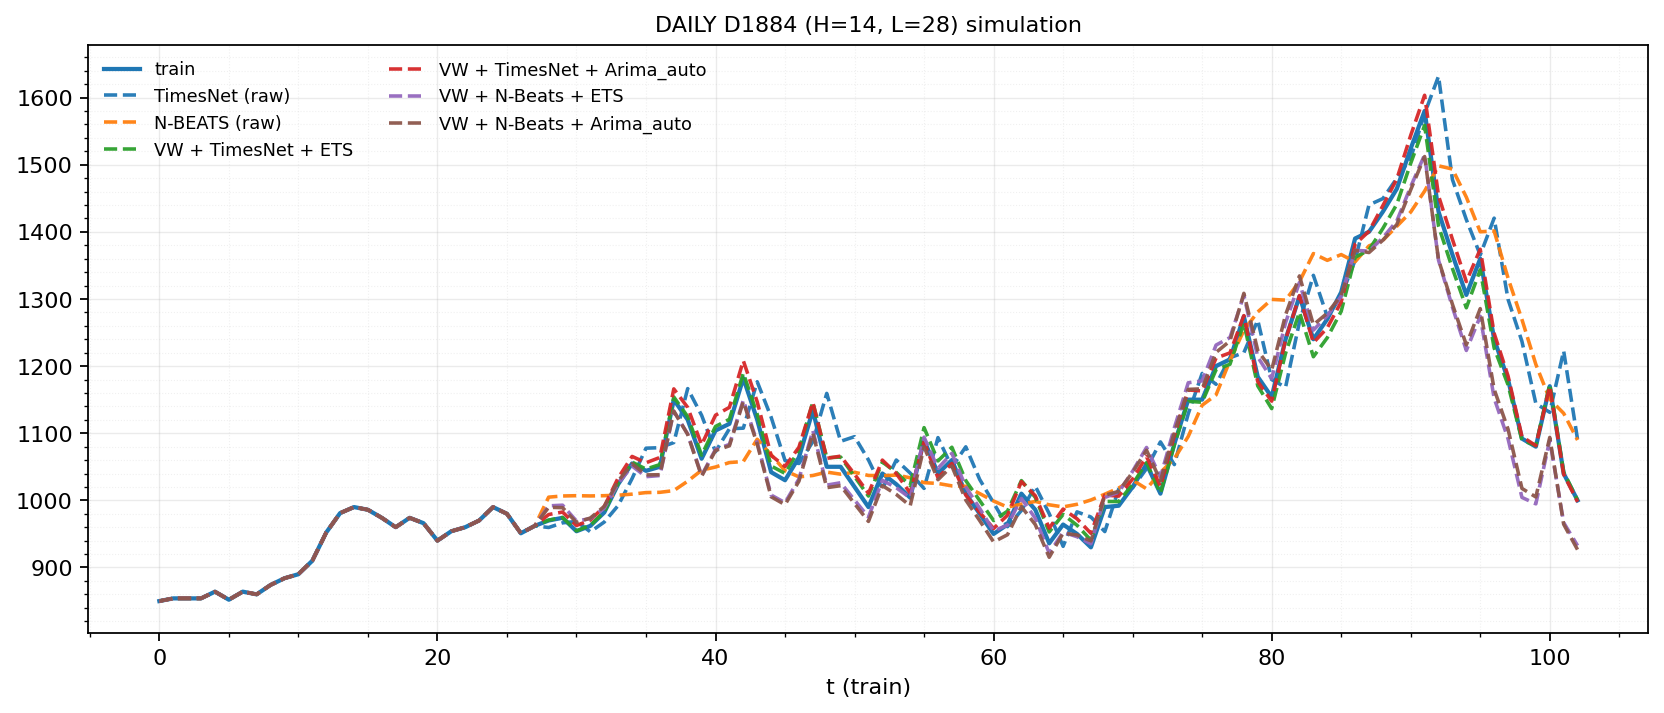 DAILY D1884 (H=14, L=28) simulation
train
TimesNet (raw)
N-BEATS (raw)
VW + TimesNet + ETS
VW + TimesNet + Arima_auto
VW + N-Beats + ETS
VW + N-Beats + Arima_auto
1600
1500
1400
1300
1200
1100
1000
900
0 20 40 60 80 100
t (train)